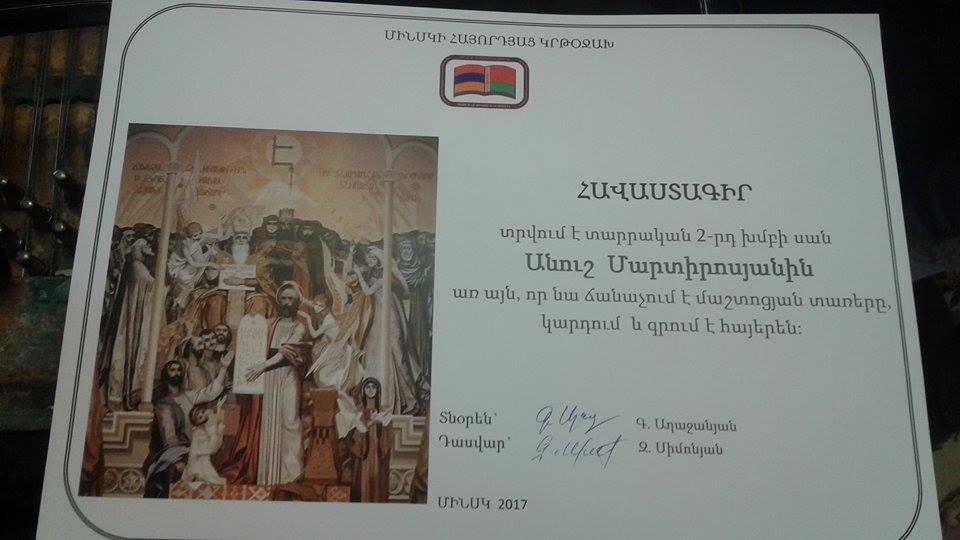 ՄԻՆՍԿԻ ՀԱՅՈՐԴՅԱՑ ԿՐԹՕՋԱԽ
ՀԱՎԱՍՏԱԳԻՐ
տրվում է տարրական 2-րդ խմբի սան
Անուշ Մարտիրոսյանին
առ այն, որ նա ճանաչում է մաշտոցյան տառերը,
կարդում և գրում է հայերեն:
Տնօրեն՝ Գ. Աղաջանյան
Դասվար՝ Զ. Սիմոնյան
ՄԻՆՍԿ 2017